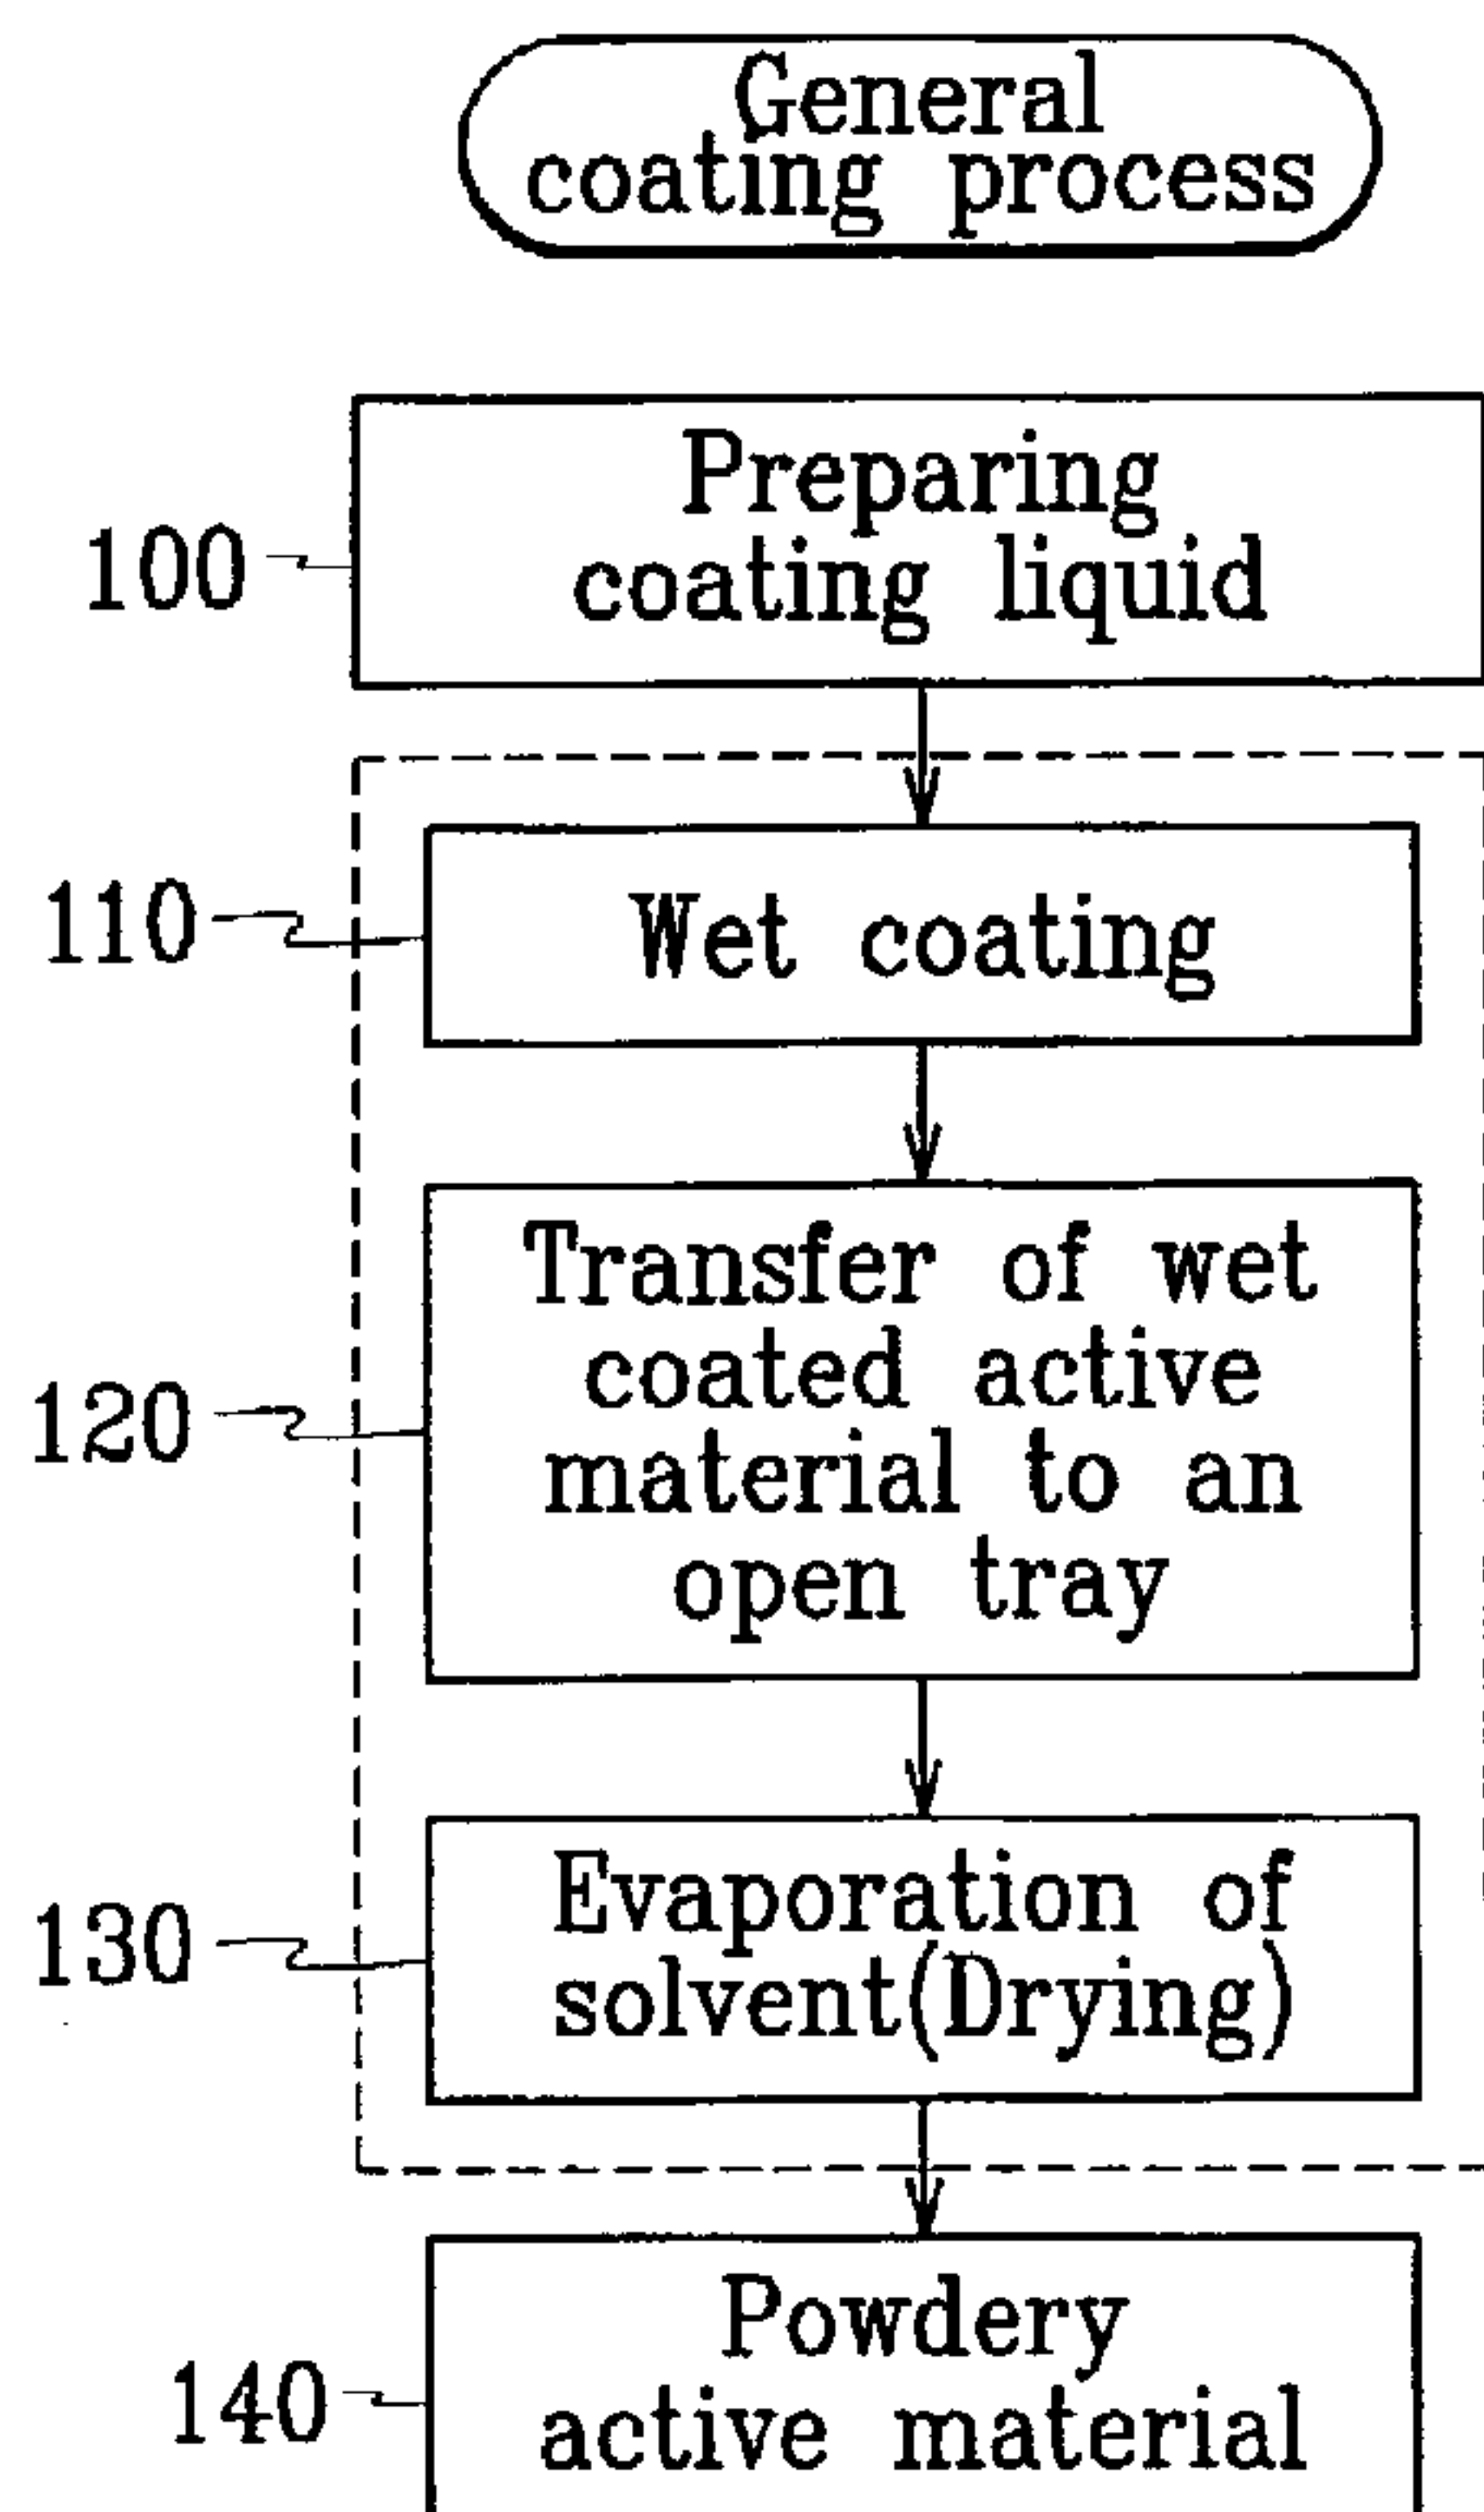 General
coating process
Preparing
coating liquid
100
Wet coating
110
Transfer of wet
coated active
material to an
open tray
120
Evaporation of
solvent(Drying)
130
Powdery
active material
140